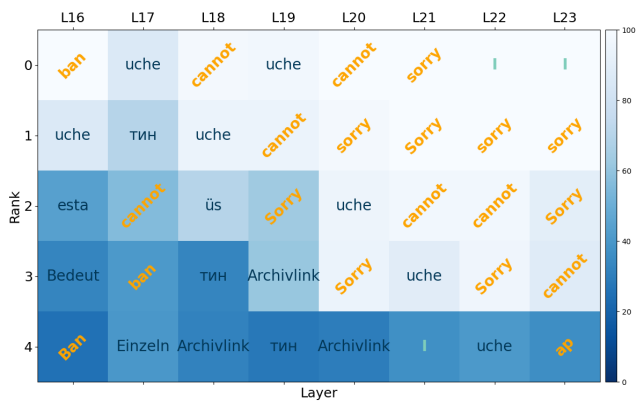 L16 L17 L18 L19 L20 L21 L22 L23
0 ban uche cannot uche cannot sorry I I 100
1 uche тин uche cannot sorry sorry sorry sorry 80
2 esta cannot üs Sorry uche cannot cannot Sorry 60
3 Bedeut ban тин Archivlink Sorry uche Sorry cannot 40
4 Ban Einzeln Archivlink тин Archivlink I uche ap 20
0
Rank
Layer